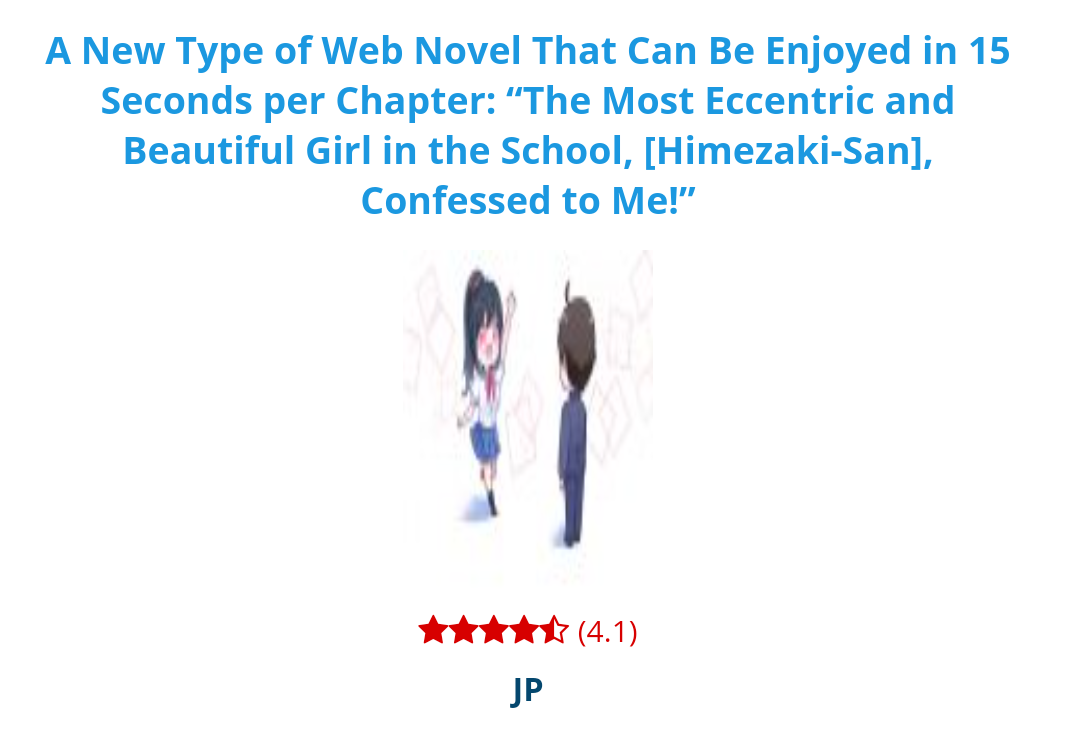 A New Type of Web Novel That Can Be Enjoyed in 15
Seconds per Chapter: “The Most Eccentric and
Beautiful Girl in the School, [Himezaki-San],
Confessed to Me!”
(4.1)
JP